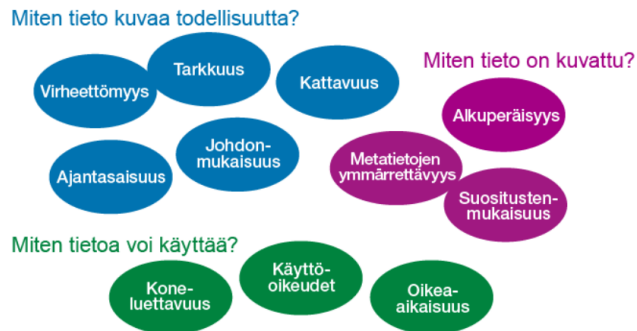 Miten tieto kuvaa todellisuutta?
Virheettömyys
Tarkkuus
Kattavuus
Ajantasaisuus
Johdon-
mukaisuus
Miten tieto on kuvattu?
Alkuperäisyys
Metatietojen
ymmärrettävyys
Suositusten-
mukaisuus
Miten tietoa voi käyttää?
Kone-
luettavuus
Käyttö-
oikeudet
Oikea-
aikaisuus